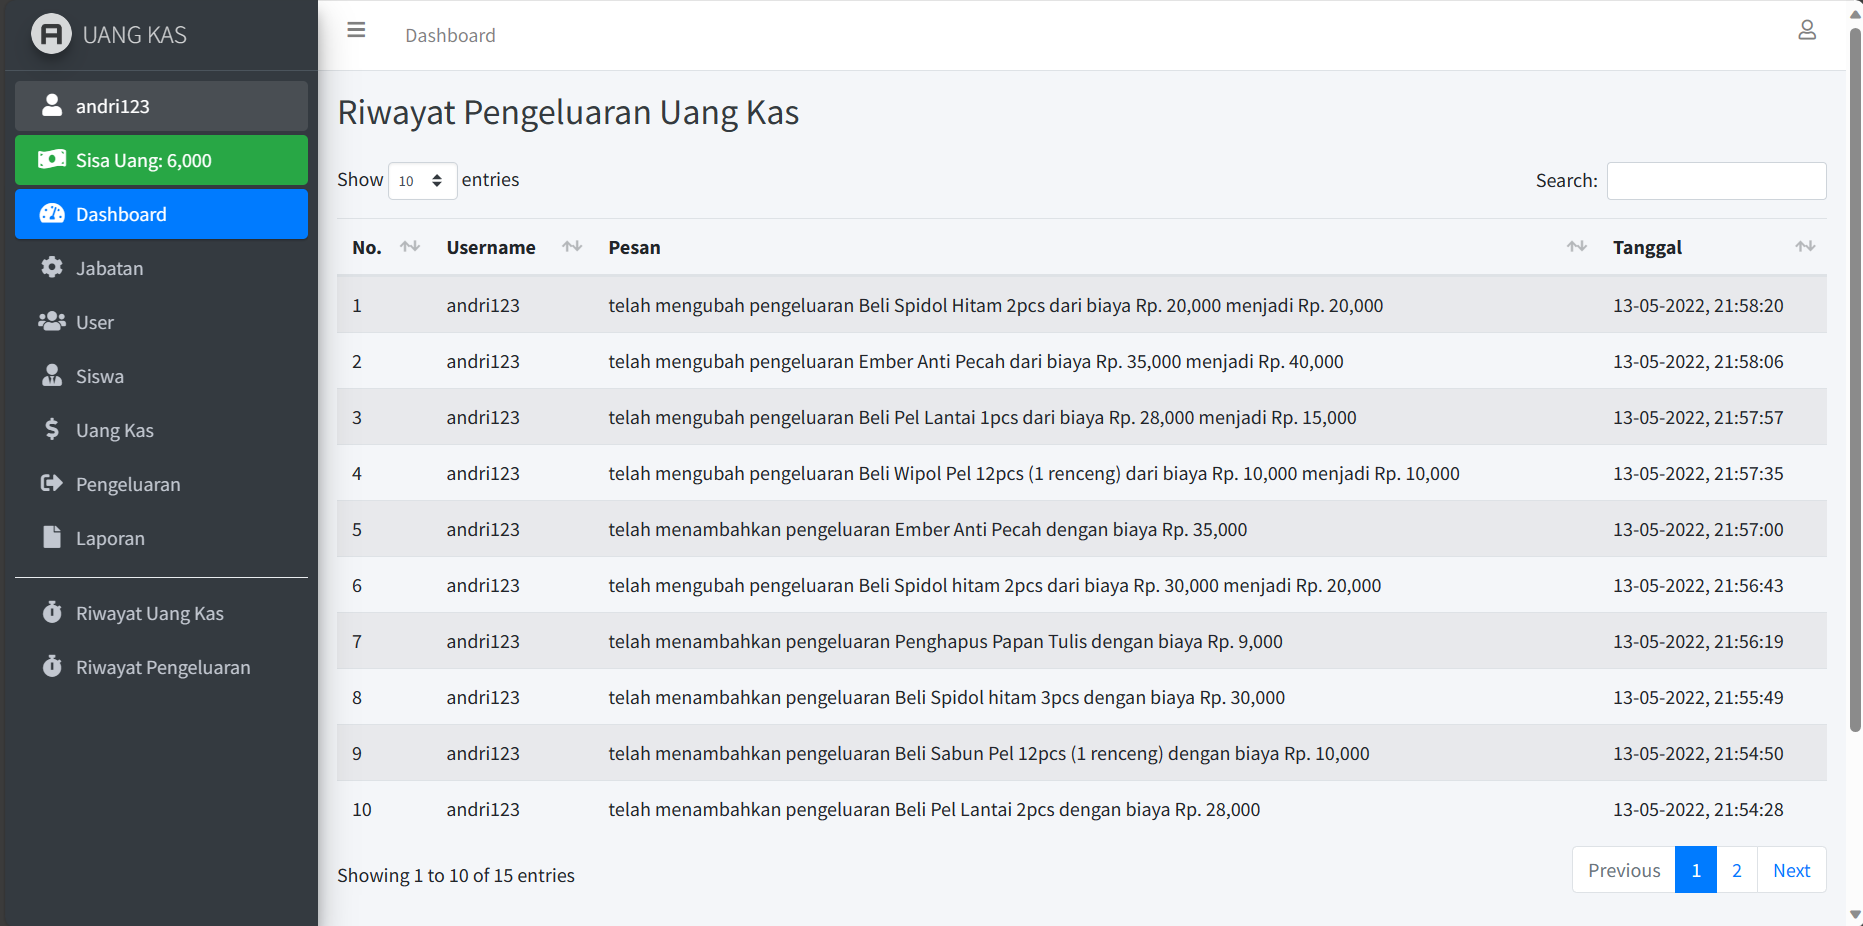 UANG KAS
andri123
Sisa Uang: 6,000
Dashboard
Jabatan
User
Siswa
Uang Kas
Pengeluaran
Laporan
Riwayat Uang Kas
Riwayat Pengeluaran
Dashboard
Riwayat Pengeluaran Uang Kas
Show 10 entries Search:
No. Username Pesan Tanggal
1 andri123 telah mengubah pengeluaran Beli Spidol Hitam 2pcs dari biaya Rp. 20,000 menjadi Rp. 20,000 13-05-2022, 21:58:20
2 andri123 telah mengubah pengeluaran Ember Anti Pecah dari biaya Rp. 35,000 menjadi Rp. 40,000 13-05-2022, 21:58:06
3 andri123 telah mengubah pengeluaran Beli Pel Lantai 1pcs dari biaya Rp. 28,000 menjadi Rp. 15,000 13-05-2022, 21:57:57
4 andri123 telah mengubah pengeluaran Beli Wipol Pel 12pcs (1 renceng) dari biaya Rp. 10,000 menjadi Rp. 10,000 13-05-2022, 21:57:35
5 andri123 telah menambahkan pengeluaran Ember Anti Pecah dengan biaya Rp. 35,000 13-05-2022, 21:57:00
6 andri123 telah mengubah pengeluaran Beli Spidol hitam 2pcs dari biaya Rp. 30,000 menjadi Rp. 20,000 13-05-2022, 21:56:43
7 andri123 telah menambahkan pengeluaran Penghapus Papan Tulis dengan biaya Rp. 9,000 13-05-2022, 21:56:19
8 andri123 telah menambahkan pengeluaran Beli Spidol hitam 3pcs dengan biaya Rp. 30,000 13-05-2022, 21:55:49
9 andri123 telah menambahkan pengeluaran Beli Sabun Pel 12pcs (1 renceng) dengan biaya Rp. 10,000 13-05-2022, 21:54:50
10 andri123 telah menambahkan pengeluaran Beli Pel Lantai 2pcs dengan biaya Rp. 28,000 13-05-2022, 21:54:28
Showing 1 to 10 of 15 entries Previous 1 2 Next